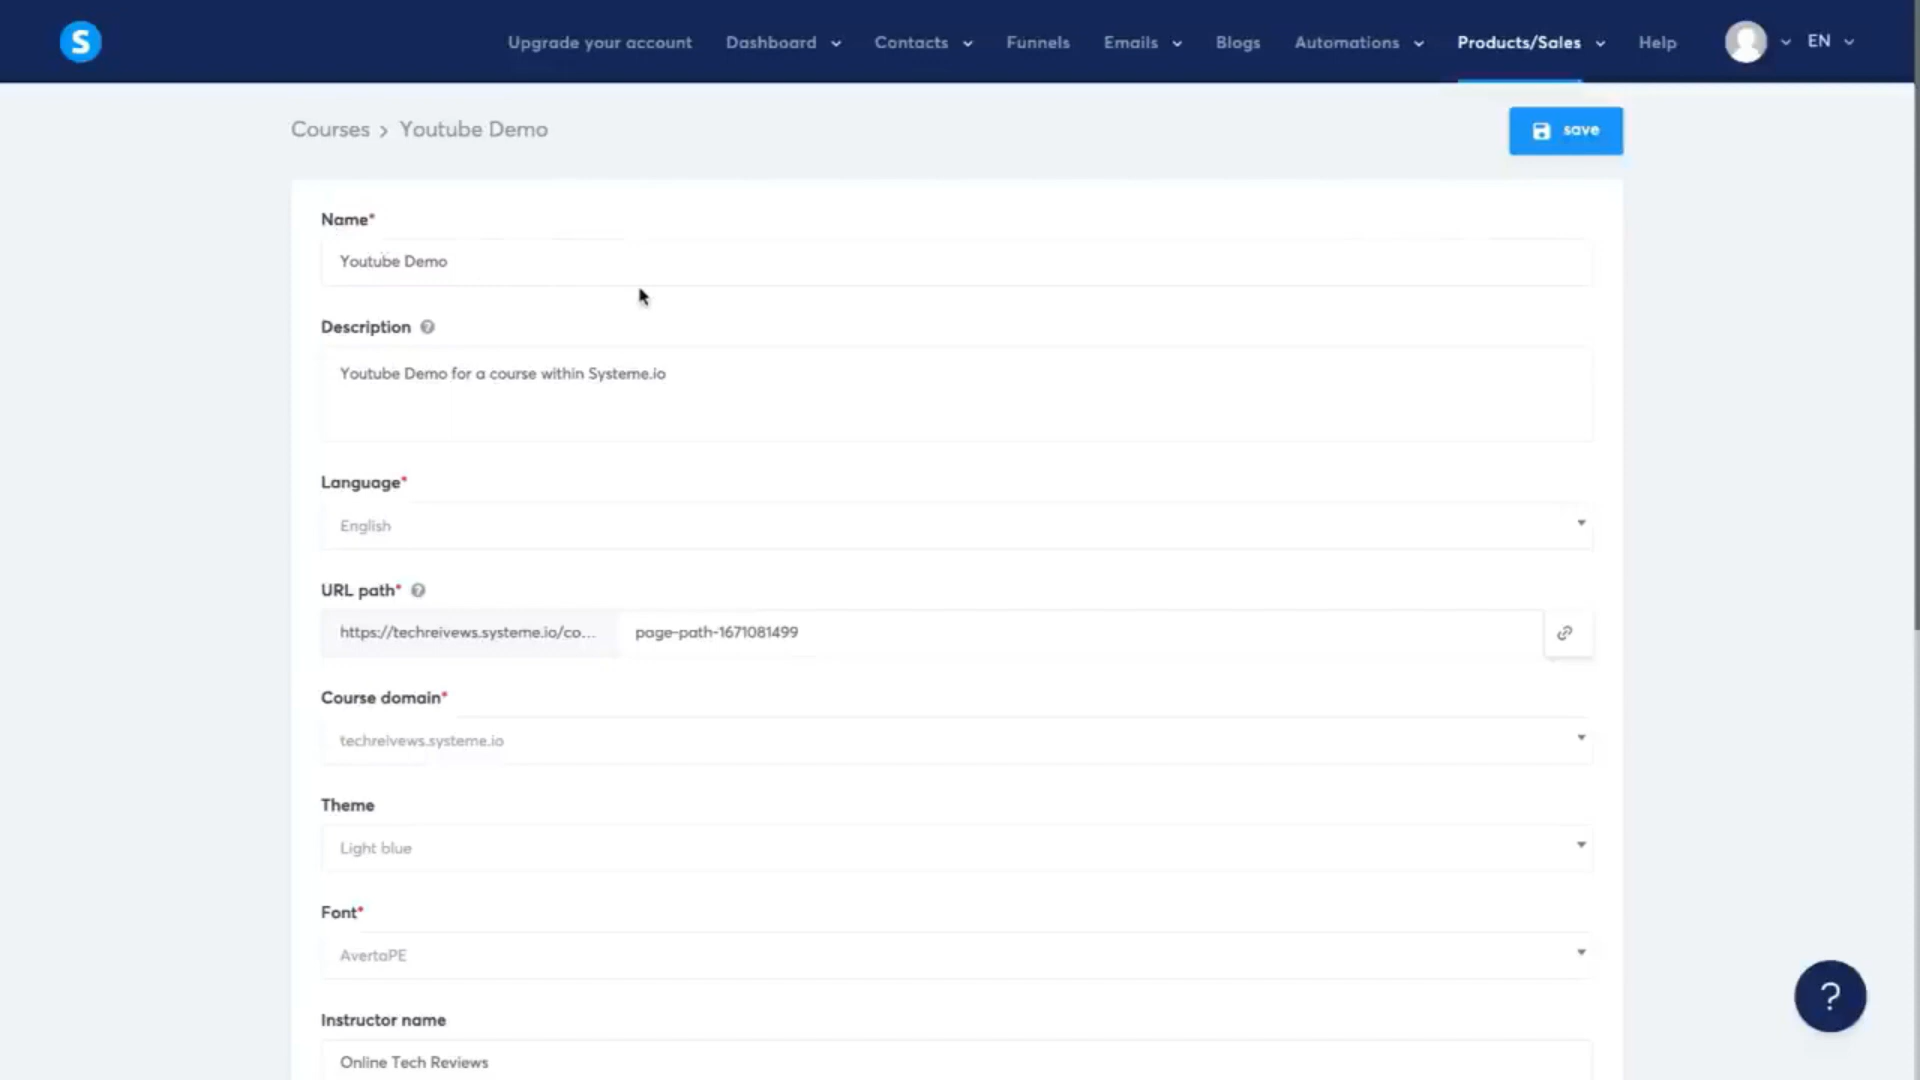 S
Upgrade your account Dashboard Contacts Funnels Emails Blogs Automations Products/Sales Help EN
Courses > Youtube Demo
save
Name*
Youtube Demo
Description ?
Youtube Demo for a course within Systeme.io
Language*
English
URL path* ?
https://techreivews.systeme.io/co... page-path-1671081499
Course domain*
techreivews.systeme.io
Theme
Light blue
Font*
AvertaPE
Instructor name
Online Tech Reviews
?